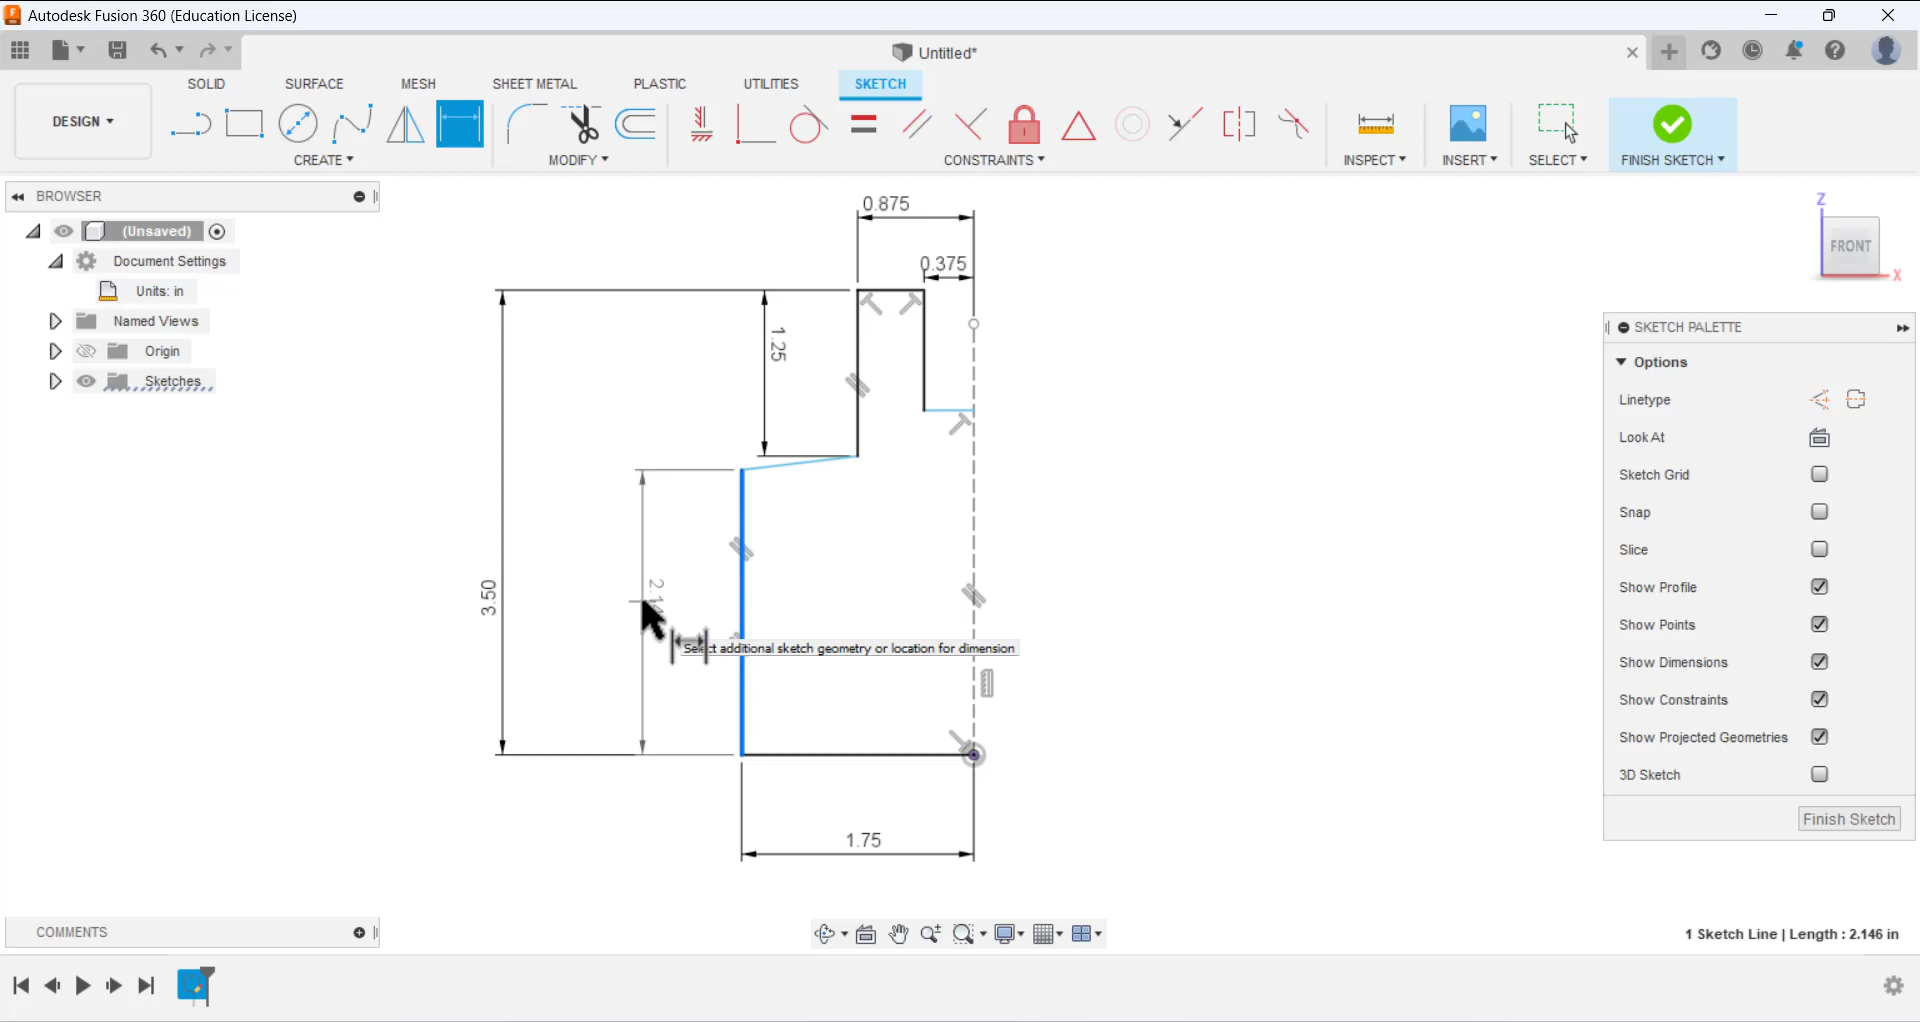 Autodesk Fusion 360 (Education License)
Untitled*
SOLID SURFACE MESH SHEET METAL PLASTIC UTILITIES SKETCH
DESIGN
CREATE MODIFY CONSTRAINTS INSPECT INSERT SELECT FINISH SKETCH
BROWSER
(Unsaved)
Document Settings
Units: in
Named Views
Origin
Sketches
0.875
0.375
1.25
3.50
Select additional sketch geometry or location for dimension
1.75
Z
FRONT
X
SKETCH PALETTE
Options
Linetype
Look At
Sketch Grid
Snap
Slice
Show Profile
Show Points
Show Dimensions
Show Constraints
Show Projected Geometries
3D Sketch
Finish Sketch
COMMENTS
1 Sketch Line | Length : 2.146 in